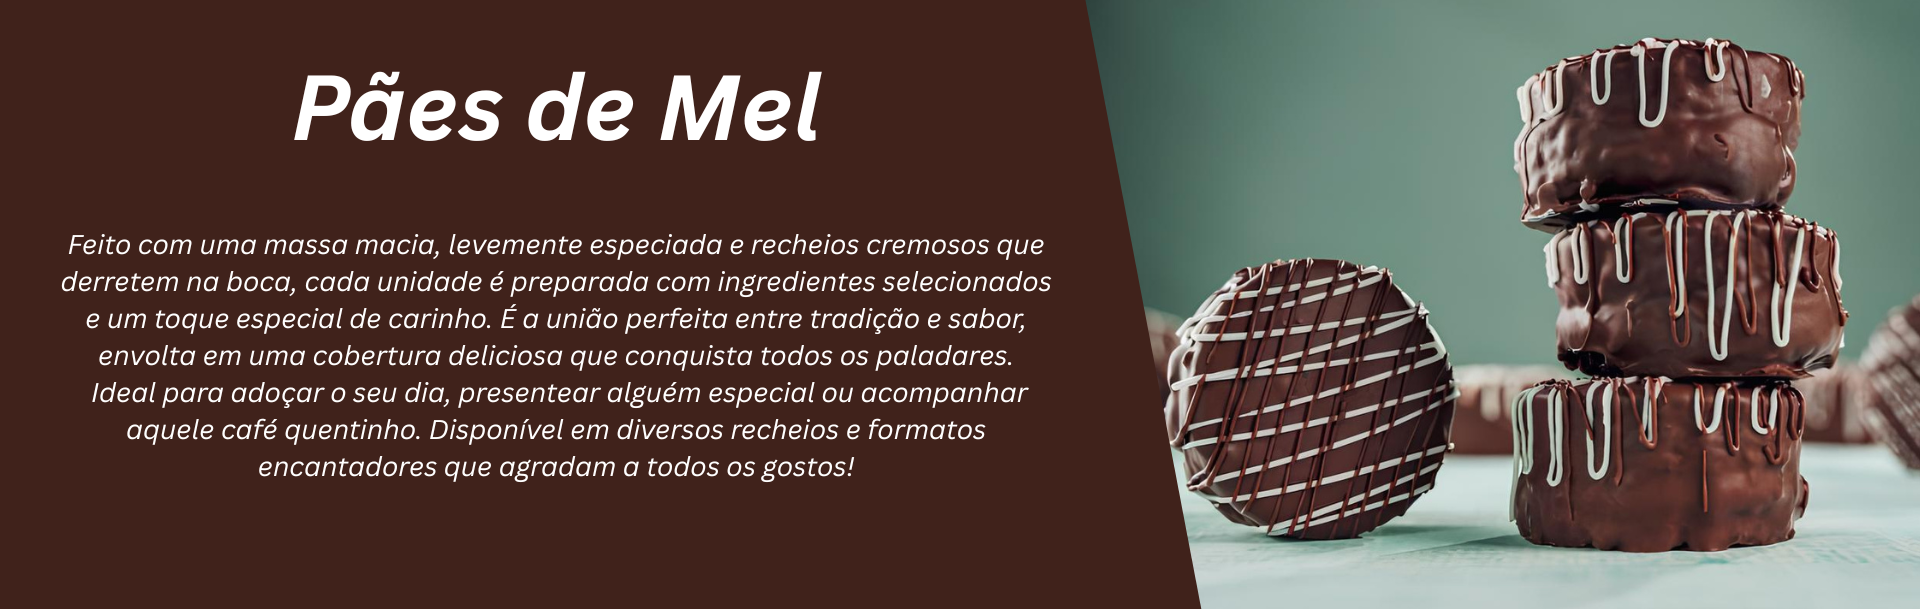 Pães de Mel
Feito com uma massa macia, levemente especiada e recheios cremosos que
derretem na boca, cada unidade é preparada com ingredientes selecionados
e um toque especial de carinho. É a união perfeita entre tradição e sabor,
envolta em uma cobertura deliciosa que conquista todos os paladares.
Ideal para adoçar o seu dia, presentear alguém especial ou acompanhar
aquele café quentinho. Disponível em diversos recheios e formatos
encantadores que agradam a todos os gostos!